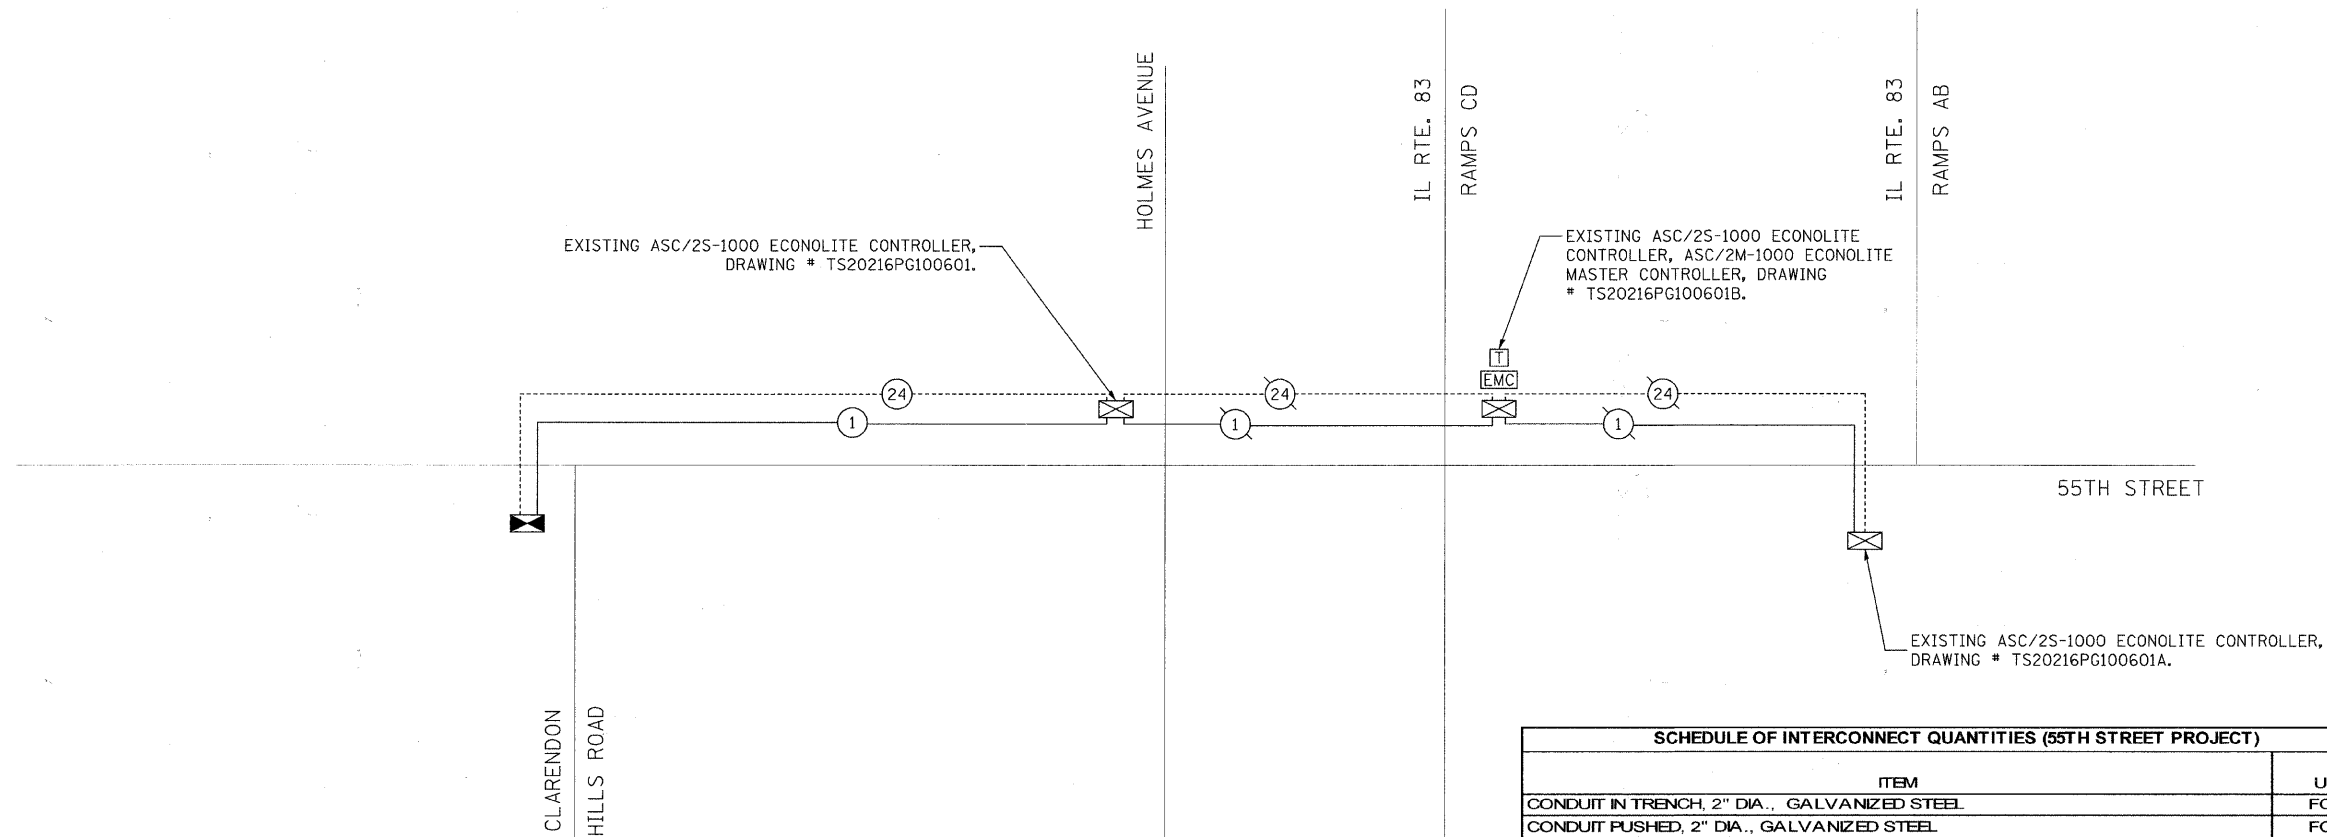 HOLMES AVENUE
IL RTE. 83
RAMPS CD
IL RTE. 83
RAMPS AB
EXISTING ASC/2S-1000 ECONOLITE CONTROLLER,
DRAWING # TS20216PG100601.
EXISTING ASC/2S-1000 ECONOLITE
CONTROLLER, ASC/2M-1000 ECONOLITE
MASTER CONTROLLER, DRAWING
# TS20216PG100601B.
T
EMC
24
24
24
1
1
1
55TH STREET
EXISTING ASC/2S-1000 ECONOLITE CONTROLLER,
DRAWING # TS20216PG100601A.
CLARENDON
HILLS ROAD
SCHEDULE OF INTERCONNECT QUANTITIES (55TH STREET PROJECT)
ITEM
CONDUIT IN TRENCH, 2" DIA., GALVANIZED STEEL
CONDUIT PUSHED, 2" DIA., GALVANIZED STEEL